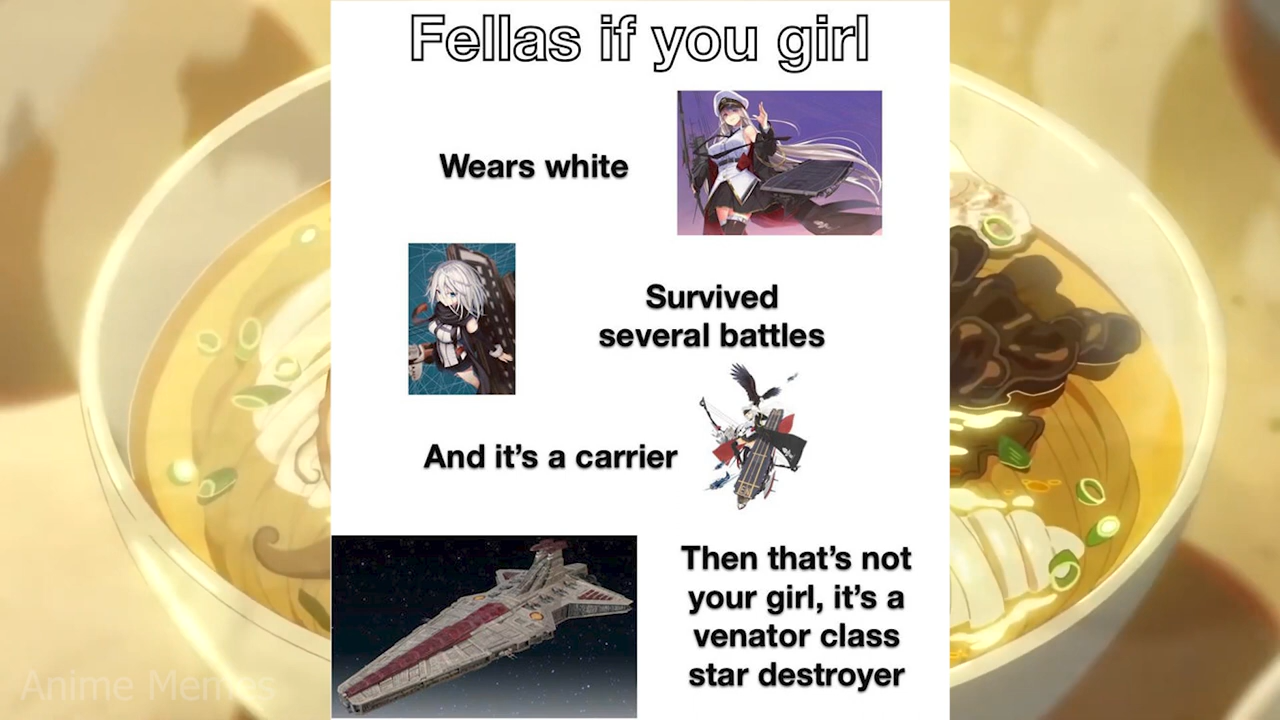 Fellas if you girl
Wears white
Survived
several battles
And it’s a carrier
Then that’s not
your girl, it’s a
venator class
star destroyer
Anime Memes